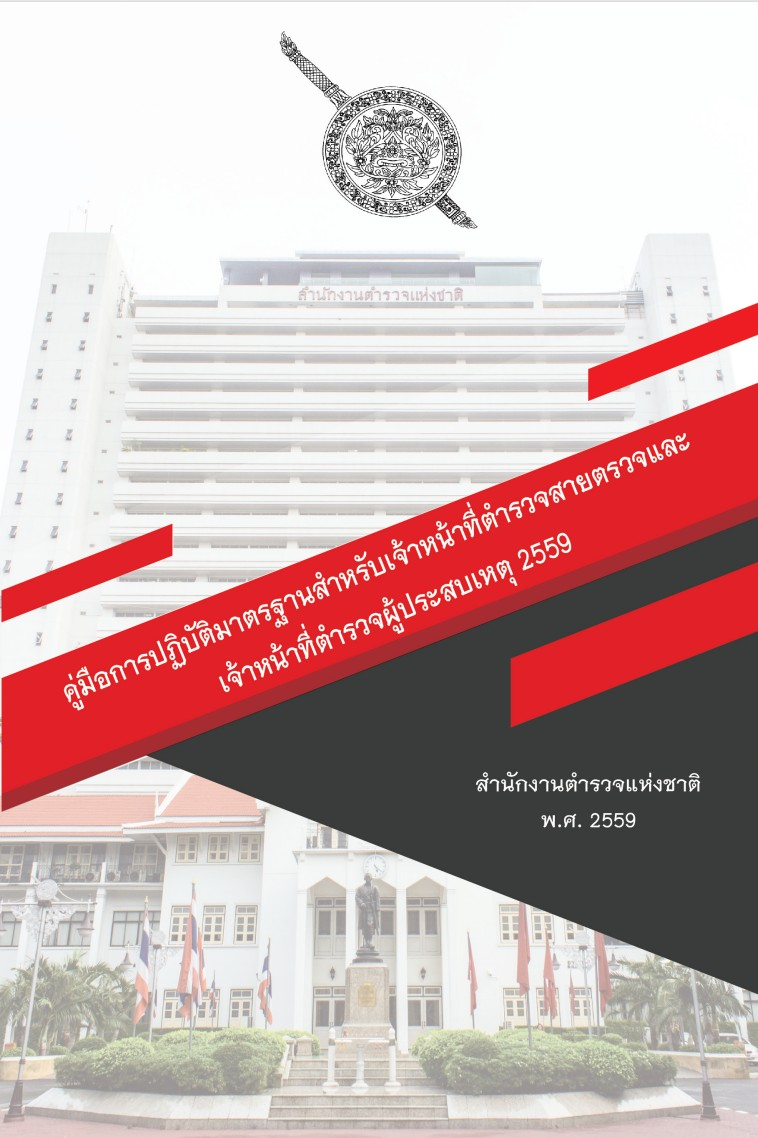 สำนักงานตำรวจแห่งชาติ
คู่มือการปฏิบัติมาตรฐานสำหรับเจ้าหน้าที่ตำรวจสายตรวจและ
เจ้าหน้าที่ตำรวจผู้ประสบเหตุ 2559
สำนักงานตำรวจแห่งชาติ
พ.ศ. 2559